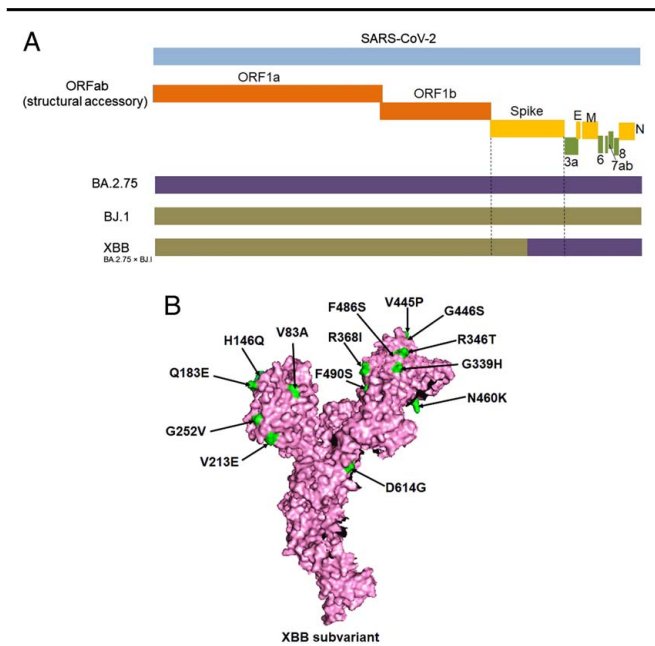 A
SARS-CoV-2
ORFab
(structural accessory)
ORF1a
ORF1b
Spike
E
M
N
3a
6
7ab
8
BA.2.75
BJ.1
XBB
BA.2.75 × BJ.I
B
V445P
F486S
G446S
V83A
R368I
R346T
H146Q
G339H
Q183E
F490S
N460K
G252V
V213E
D614G
XBB subvariant